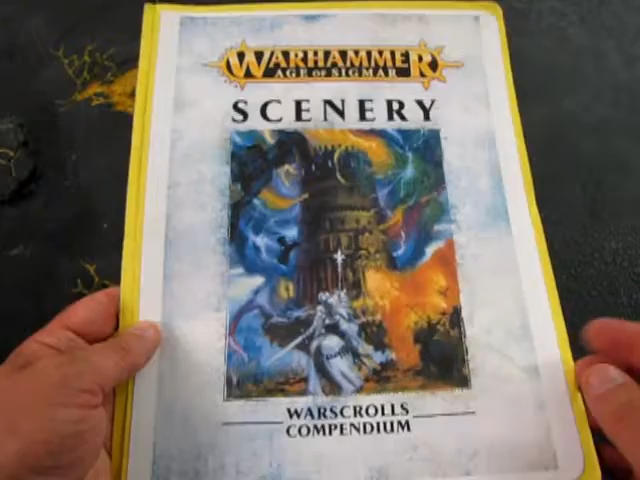 WARHAMMER
AGE OF SIGMAR
SCENERY
WARSCROLLS
COMPENDIUM